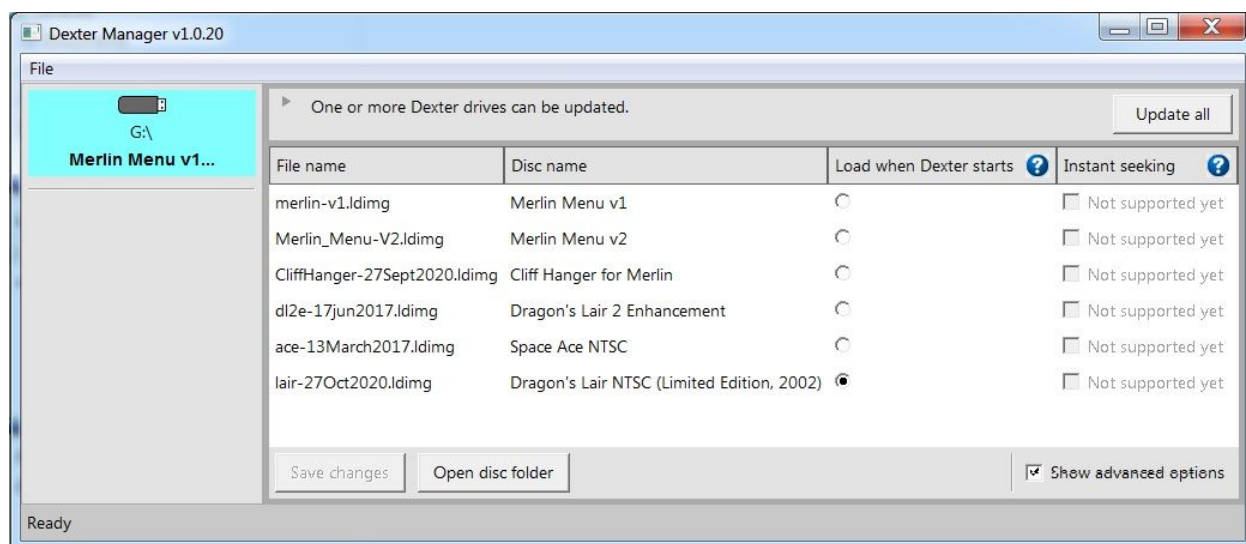 Dexter Manager v1.0.20
File
G:\
Merlin Menu v1...
One or more Dexter drives can be updated.
Update all
File name Disc name Load when Dexter starts ? Instant seeking ?
merlin-v1.ldimg Merlin Menu v1 Not supported yet
Merlin_Menu-V2.ldimg Merlin Menu v2 Not supported yet
CliffHanger-27Sept2020.ldimg Cliff Hanger for Merlin Not supported yet
dl2e-17jun2017.ldimg Dragon's Lair 2 Enhancement Not supported yet
ace-13March2017.ldimg Space Ace NTSC Not supported yet
lair-27Oct2020.ldimg Dragon's Lair NTSC (Limited Edition, 2002) Not supported yet
Save changes Open disc folder Show advanced options
Ready